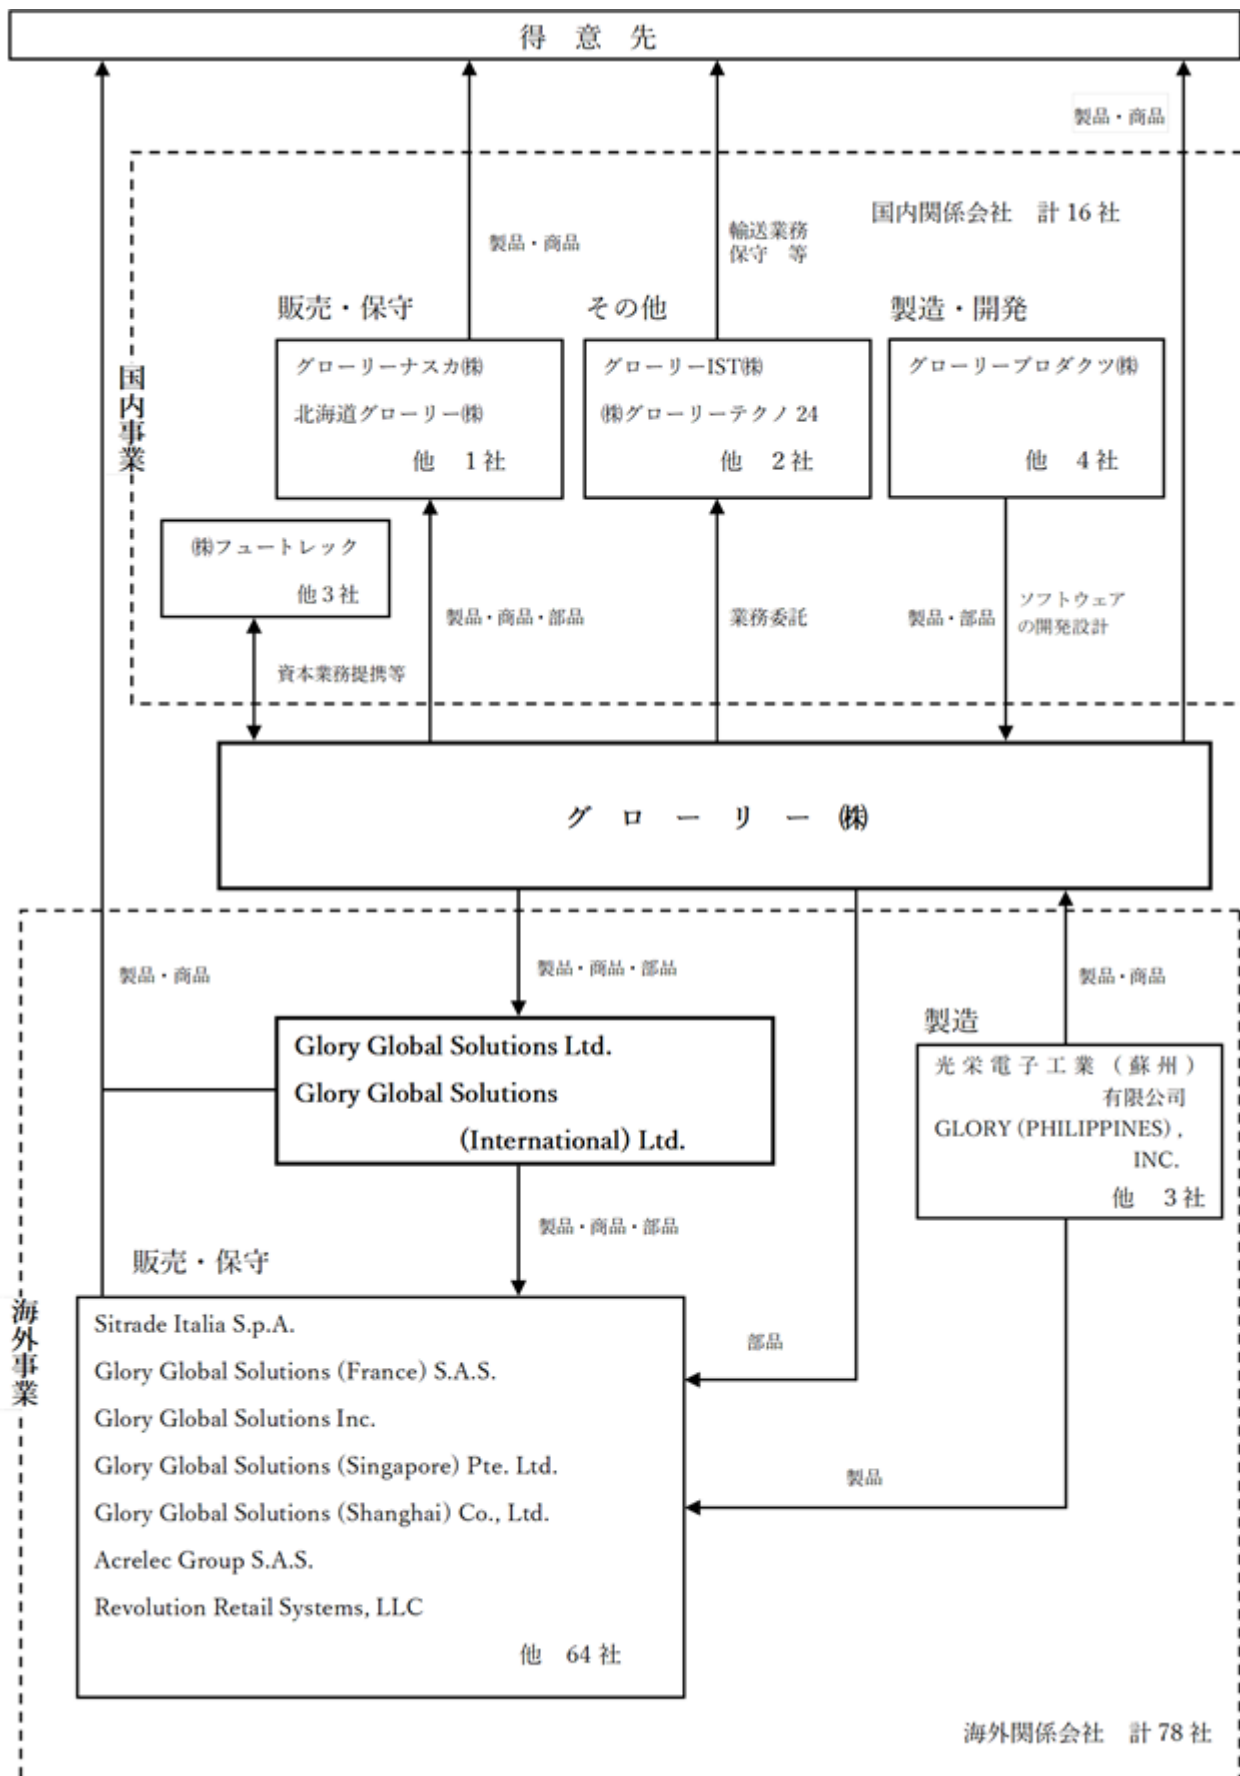 得意先
製品・商品
国内関係会社 計16社
製品・商品
輸送業務
保守 等
販売・保守
その他
製造・開発
国内事業
グローリーナスカ㈱
北海道グローリー㈱
他 1社
グローリーIST㈱
㈱グローリーテクノ24
他 2社
グロープロダクツ㈱
他 4社
㈱フュートレック
他3社
製品・商品・部品
業務委託
製品・部品
ソフトウェア
の開発設計
資本業務提携等
グローリー㈱
製品・商品
製品・商品・部品
製品・商品
製造
Glory Global Solutions Ltd.
Glory Global Solutions
(International) Ltd.
光栄電子工業（蘇州）
有限公司
GLORY (PHILIPPINES) ,
INC.
他 3社
製品・商品・部品
販売・保守
海外事業
Sitrade Italia S.p.A.
Glory Global Solutions (France) S.A.S.
Glory Global Solutions Inc.
Glory Global Solutions (Singapore) Pte. Ltd.
Glory Global Solutions (Shanghai) Co., Ltd.
Acrelec Group S.A.S.
Revolution Retail Systems, LLC
他 64社
部品
製品
海外関係会社 計78社